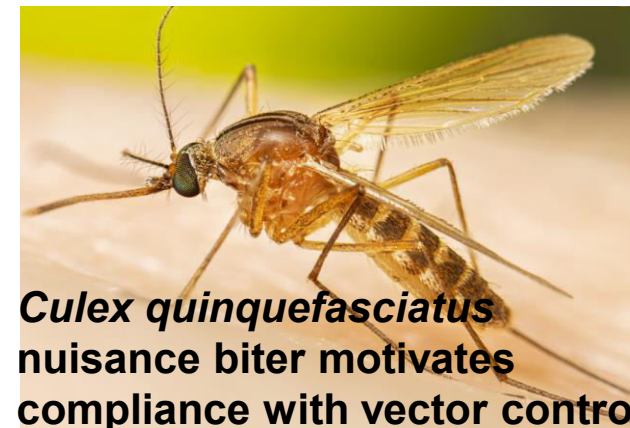 Culex quinquefasciatus
nuisance biter motivates
compliance with vector contro